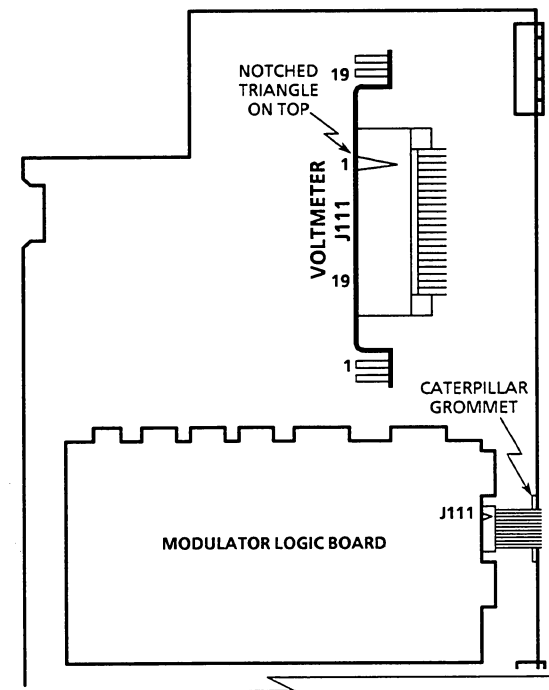 NOTCHED
TRIANGLE
ON TOP
19
1
VOLTMETER
J111
19
1
CATERPILLAR
GROMMET
J111
MODULATOR LOGIC BOARD